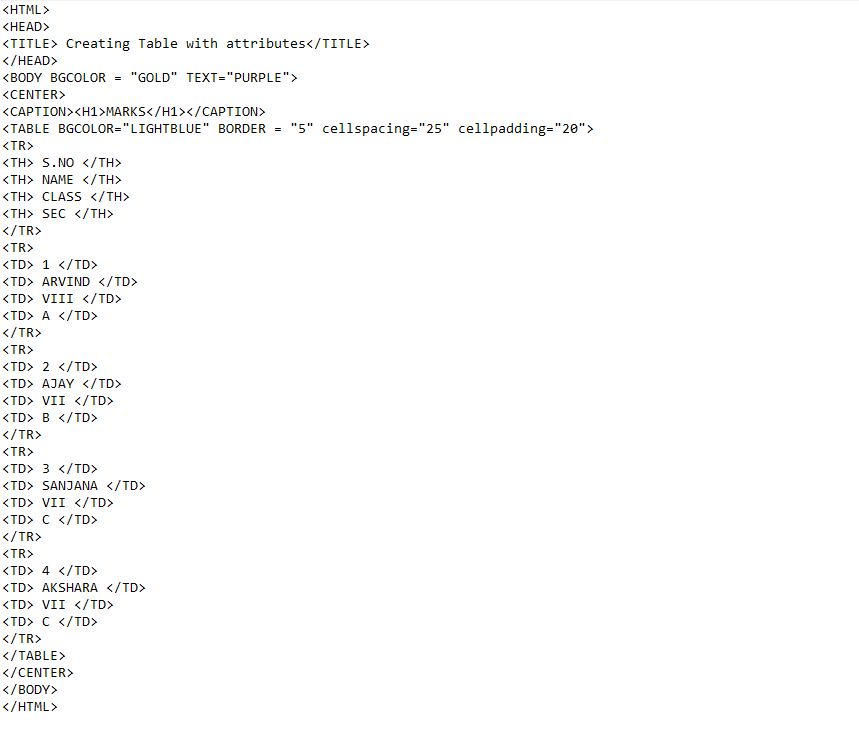 <HTML>
<HEAD>
<TITLE> Creating Table with attributes</TITLE>
</HEAD>
<BODY BGCOLOR = "GOLD" TEXT="PURPLE">
<CENTER>
<CAPTION><H1>MARKS</H1></CAPTION>
<TABLE BGCOLOR="LIGHTBLUE" BORDER = "5" cellspacing="25" cellpadding="20">
<TR>
<TH> S.NO </TH>
<TH> NAME </TH>
<TH> CLASS </TH>
<TH> SEC </TH>
</TR>
<TR>
<TD> 1 </TD>
<TD> ARVIND </TD>
<TD> VIII </TD>
<TD> A </TD>
</TR>
<TR>
<TD> 2 </TD>
<TD> AJAY </TD>
<TD> VII </TD>
<TD> B </TD>
</TR>
<TR>
<TD> 3 </TD>
<TD> SANJANA </TD>
<TD> VII </TD>
<TD> C </TD>
</TR>
<TR>
<TD> 4 </TD>
<TD> AKSHARA </TD>
<TD> VII </TD>
<TD> C </TD>
</TR>
</TABLE>
</CENTER>
</BODY>
</HTML>